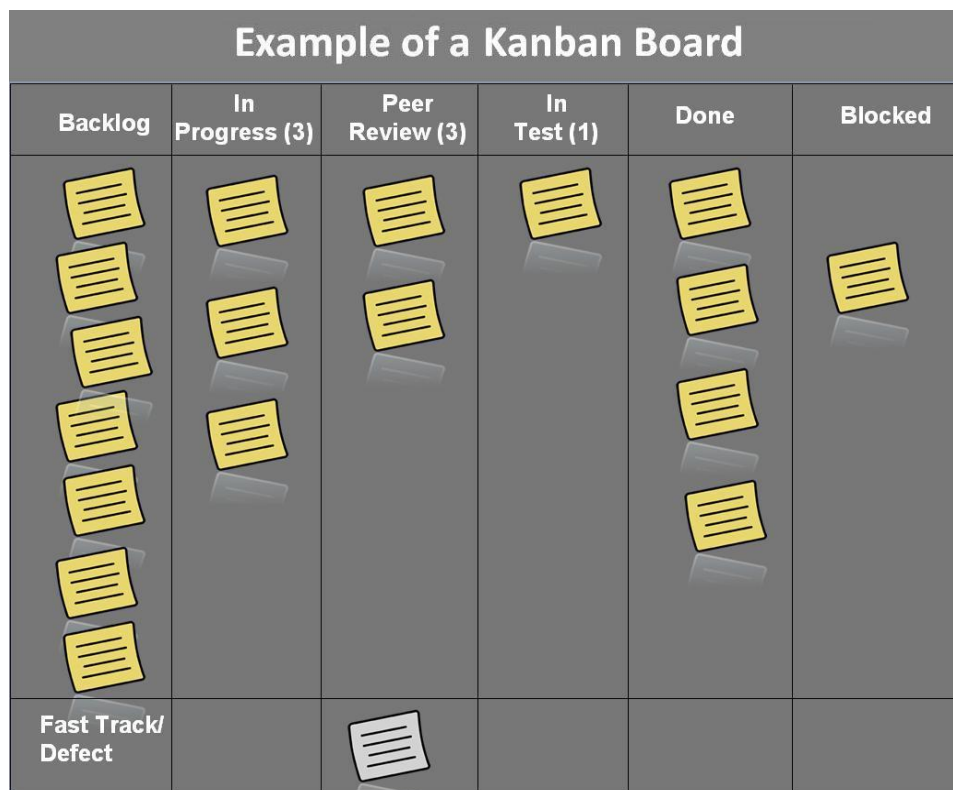 Example of a Kanban Board
Backlog
In
Progress (3)
Peer
Review (3)
In
Test (1)
Done
Blocked
Fast Track/
Defect